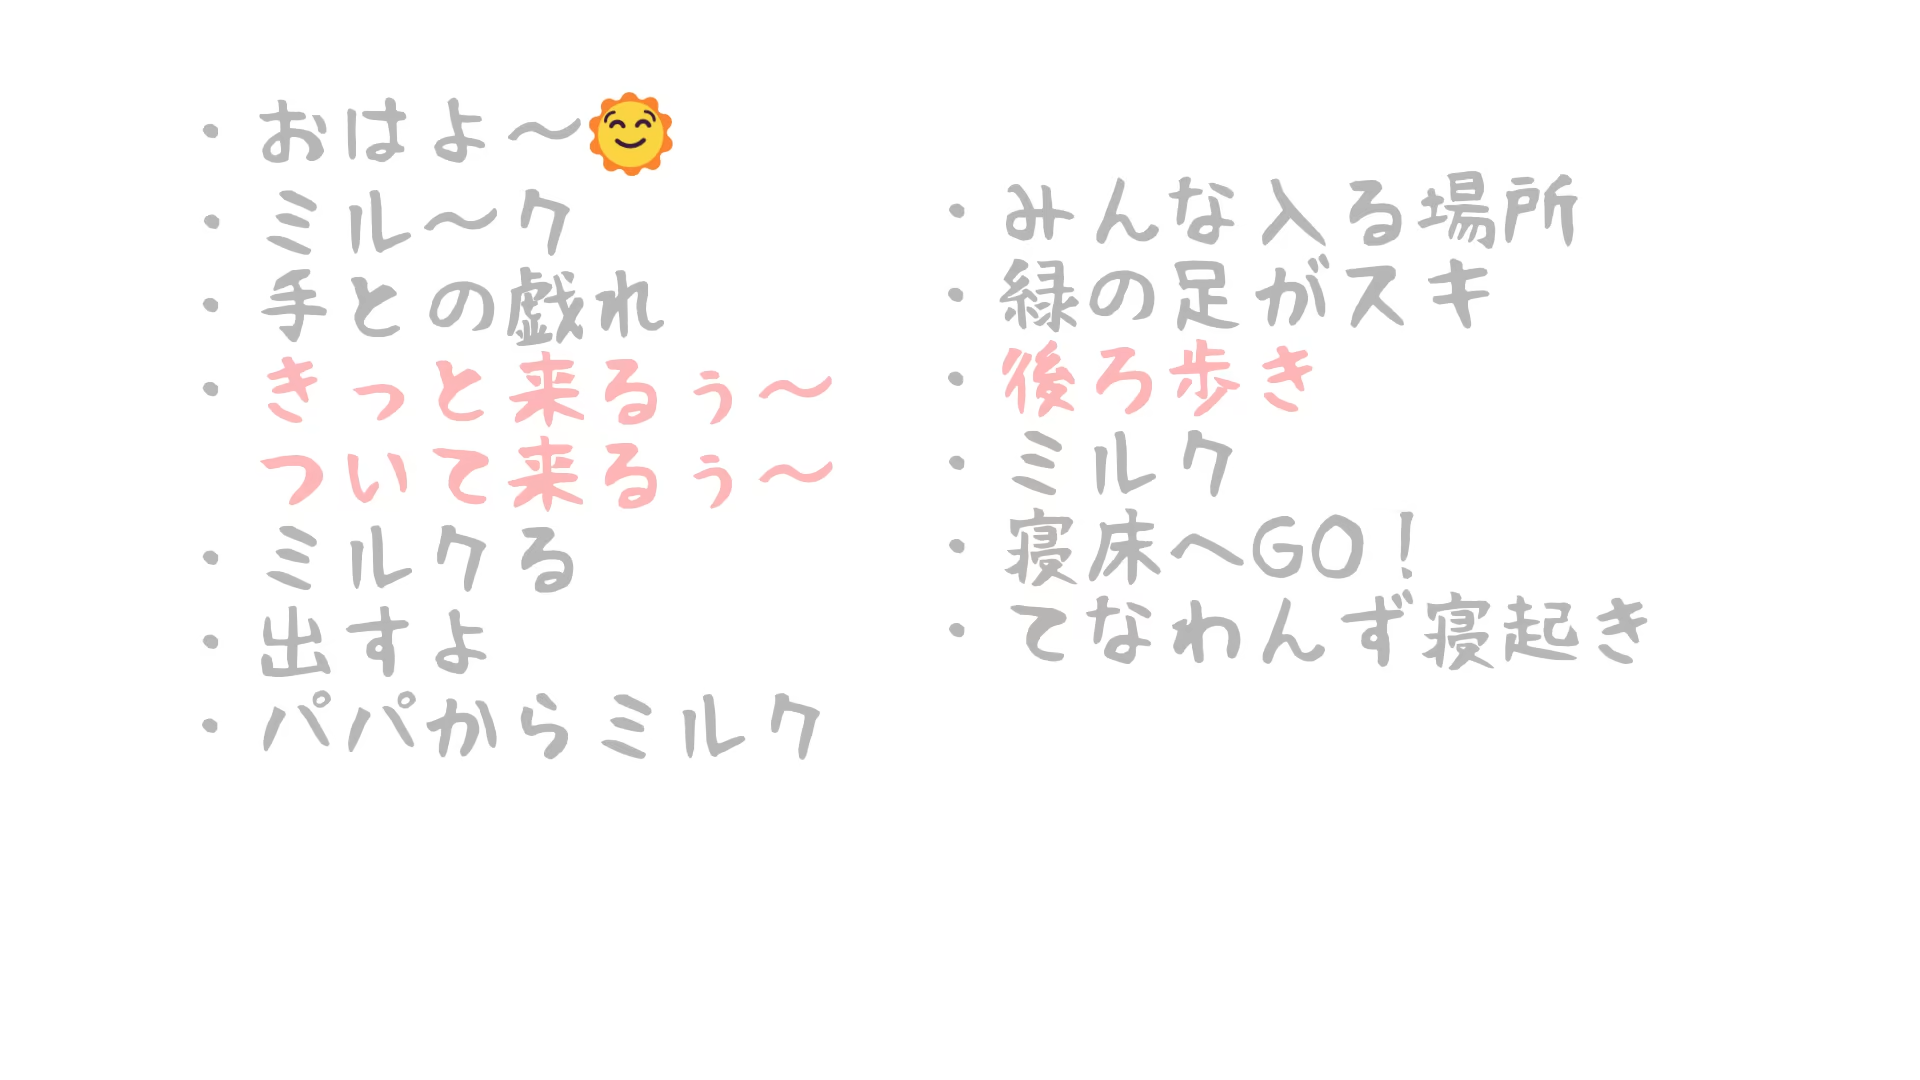 ・おはよ〜
・ミル〜ク
・手との戯れ
・きっと来るぅ〜
ついて来るぅ〜
・ミルクる
・出すよ
・パパからミルク
・みんな入る場所
・緑の足がスキ
・後ろ歩き
・ミルク
・寝床へGO！
・てなわんず寝起き